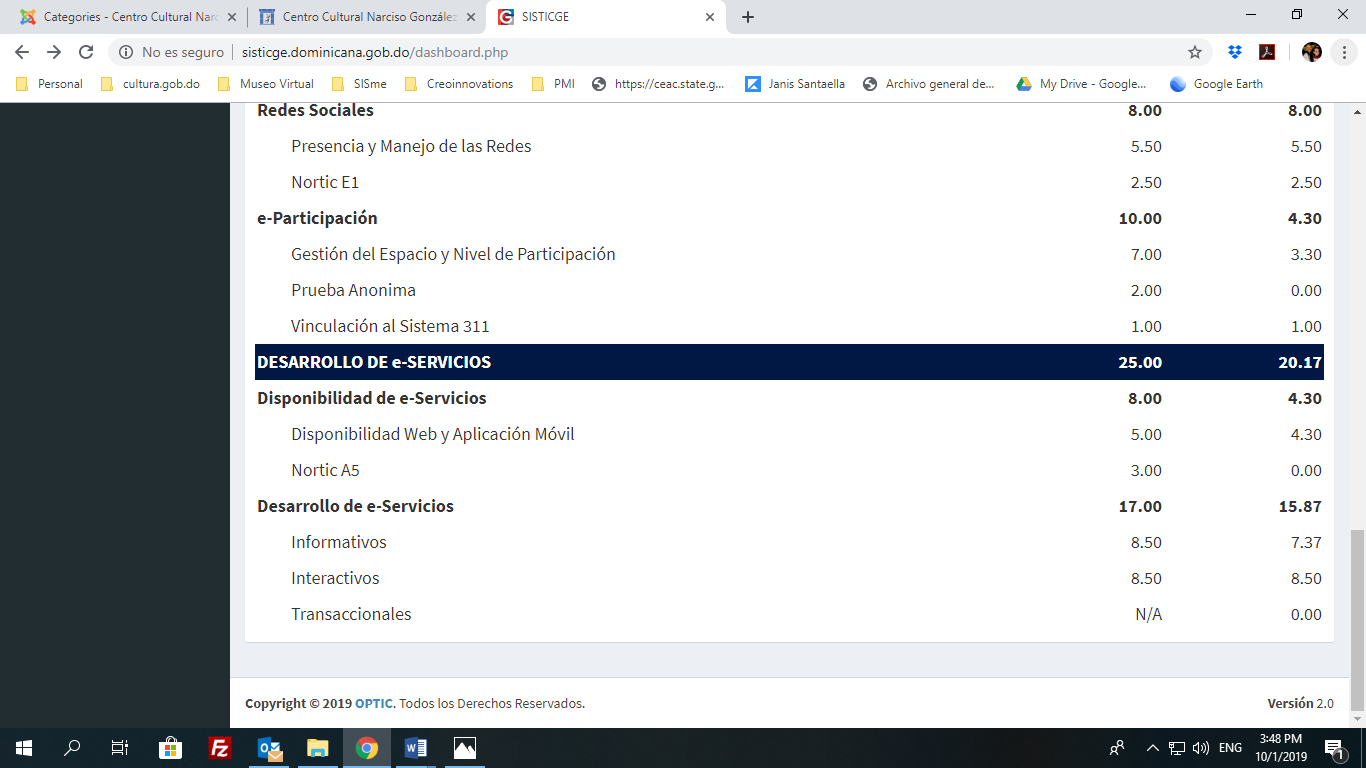 Categories - Centro Cultural Narc
Centro Cultural Narciso González
SISTICGE
No es seguro | sisticge.dominicana.gob.do/dashboard.php
Personal cultura.gob.do Museo Virtual SISme Creoinnovations PMI https://ceac.state.g... Janis Santaella Archivo general de... My Drive - Google... Google Earth
Redes Sociales 8.00 8.00
Presencia y Manejo de las Redes 5.50 5.50
Nortic E1 2.50 2.50
e-Participación 10.00 4.30
Gestión del Espacio y Nivel de Participación 7.00 3.30
Prueba Anonima 2.00 0.00
Vinculación al Sistema 311 1.00 1.00
DESARROLLO DE e-SERVICIOS 25.00 20.17
Disponibilidad de e-Servicios 8.00 4.30
Disponibilidad Web y Aplicación Móvil 5.00 4.30
Nortic A5 3.00 0.00
Desarrollo de e-Servicios 17.00 15.87
Informativos 8.50 7.37
Interactivos 8.50 8.50
Transaccionales N/A 0.00
Copyright © 2019 OPTIC. Todos los Derechos Reservados. Versión 2.0
ENG
3:48 PM
10/1/2019
1